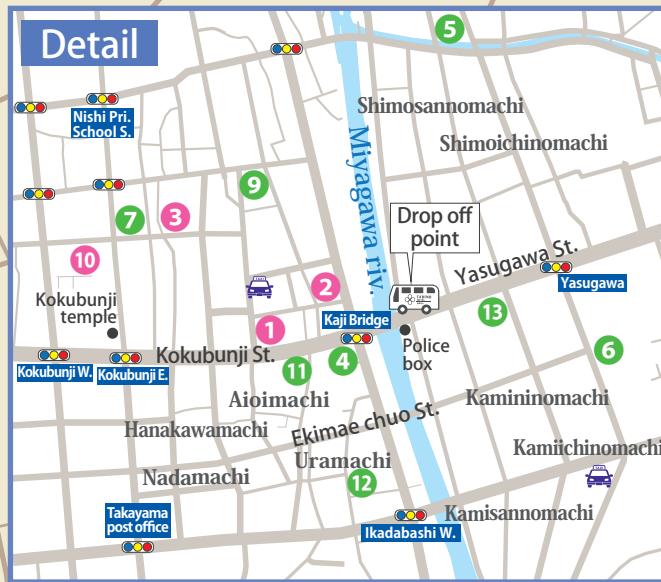 Detail
5
Nishi Pri.
School S.
Shimosannomachi
Shimoichinomachi
Miyagawa riv.
9
7
3
Drop off
point
10
Yasugawa St.
Yasugawa
2
Kokubunji
temple
13
1
Kaji Bridge
Police
box
Kokubunji St.
4
6
Kokubunji W.
Kokubunji E.
11
Aioimachi
Kamininomachi
Hanakawamachi
Ekimae chuo St.
Uramachi
Kamiichinomachi
Nadamachi
12
Takayama
post office
Ikadabashi W.
Kamisannomachi